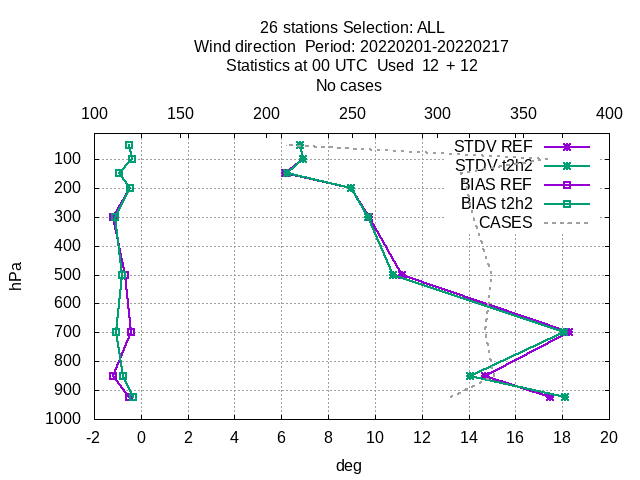 26 stations Selection: ALL
Wind direction  Period: 20220201-20220217
Statistics at 00 UTC  Used  12  + 12
No cases
100 150 200 250 300 350 400
STDV REF
STDV t2h2
BIAS REF
BIAS t2h2
CASES
100
200
300
400
500
600
700
800
900
1000
hPa
-2 0 2 4 6 8 10 12 14 16 18 20
deg